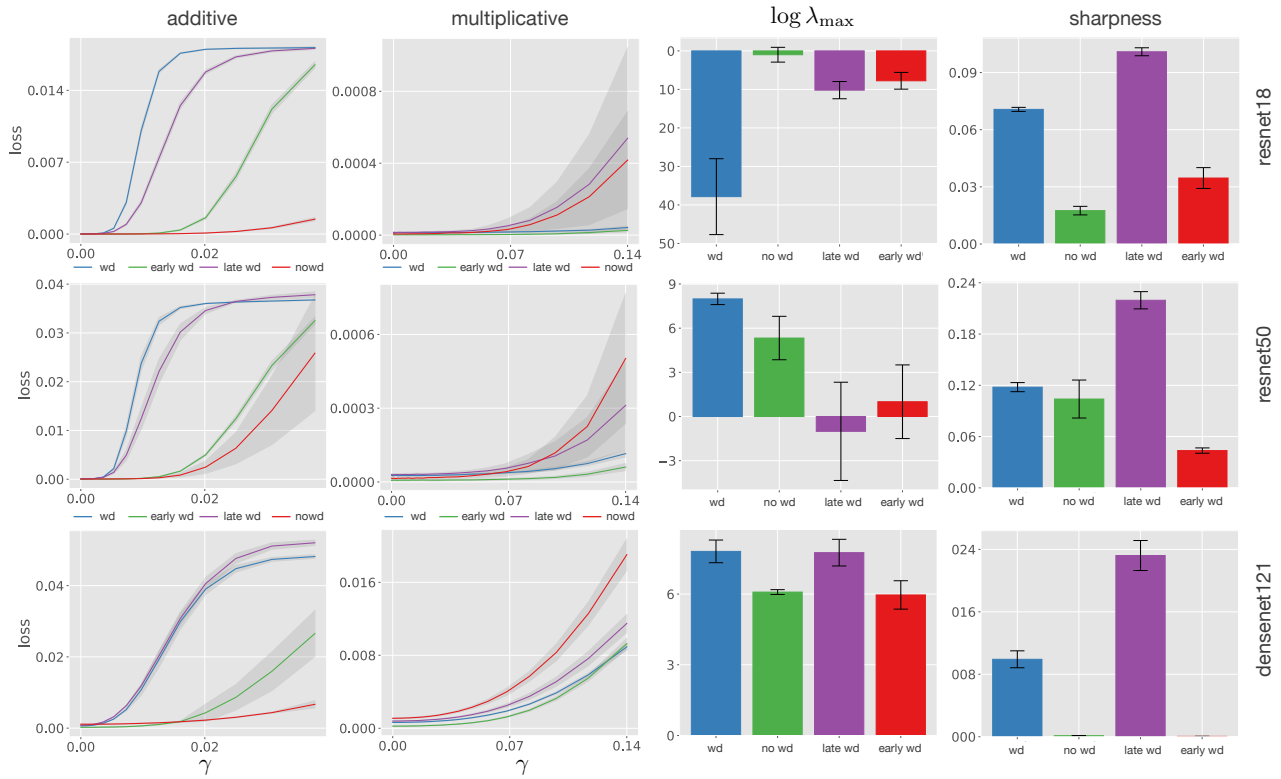 additive
multiplicative
log λmax
sharpness
0.014
0.007
0.000
loss
0.00
0.02
0.0008
0.0004
0.0000
0.00
0.07
0.14
0
10
20
30
40
50
wd
no wd
late wd
early wd
0.09
0.06
0.03
0.00
wd
no wd
late wd
early wd
resnet18
wd
early wd
late wd
nowd
wd
early wd
late wd
nowd
0.04
0.03
0.02
0.01
0.00
loss
0.00
0.02
0.0006
0.0003
0.0000
0.00
0.07
0.14
9
6
3
0
−3
wd
no wd
late wd
early wd
0.24
0.18
0.12
0.06
0.00
wd
no wd
late wd
early wd
resnet50
wd
early wd
late wd
nowd
wd
early wd
late wd
nowd
0.04
0.02
0.00
loss
0.00
0.02
γ
0.016
0.008
0.000
0.00
0.07
0.14
γ
6
3
0
wd
no wd
late wd
early wd
024
016
008
000
wd
no wd
late wd
early wd
densenet121